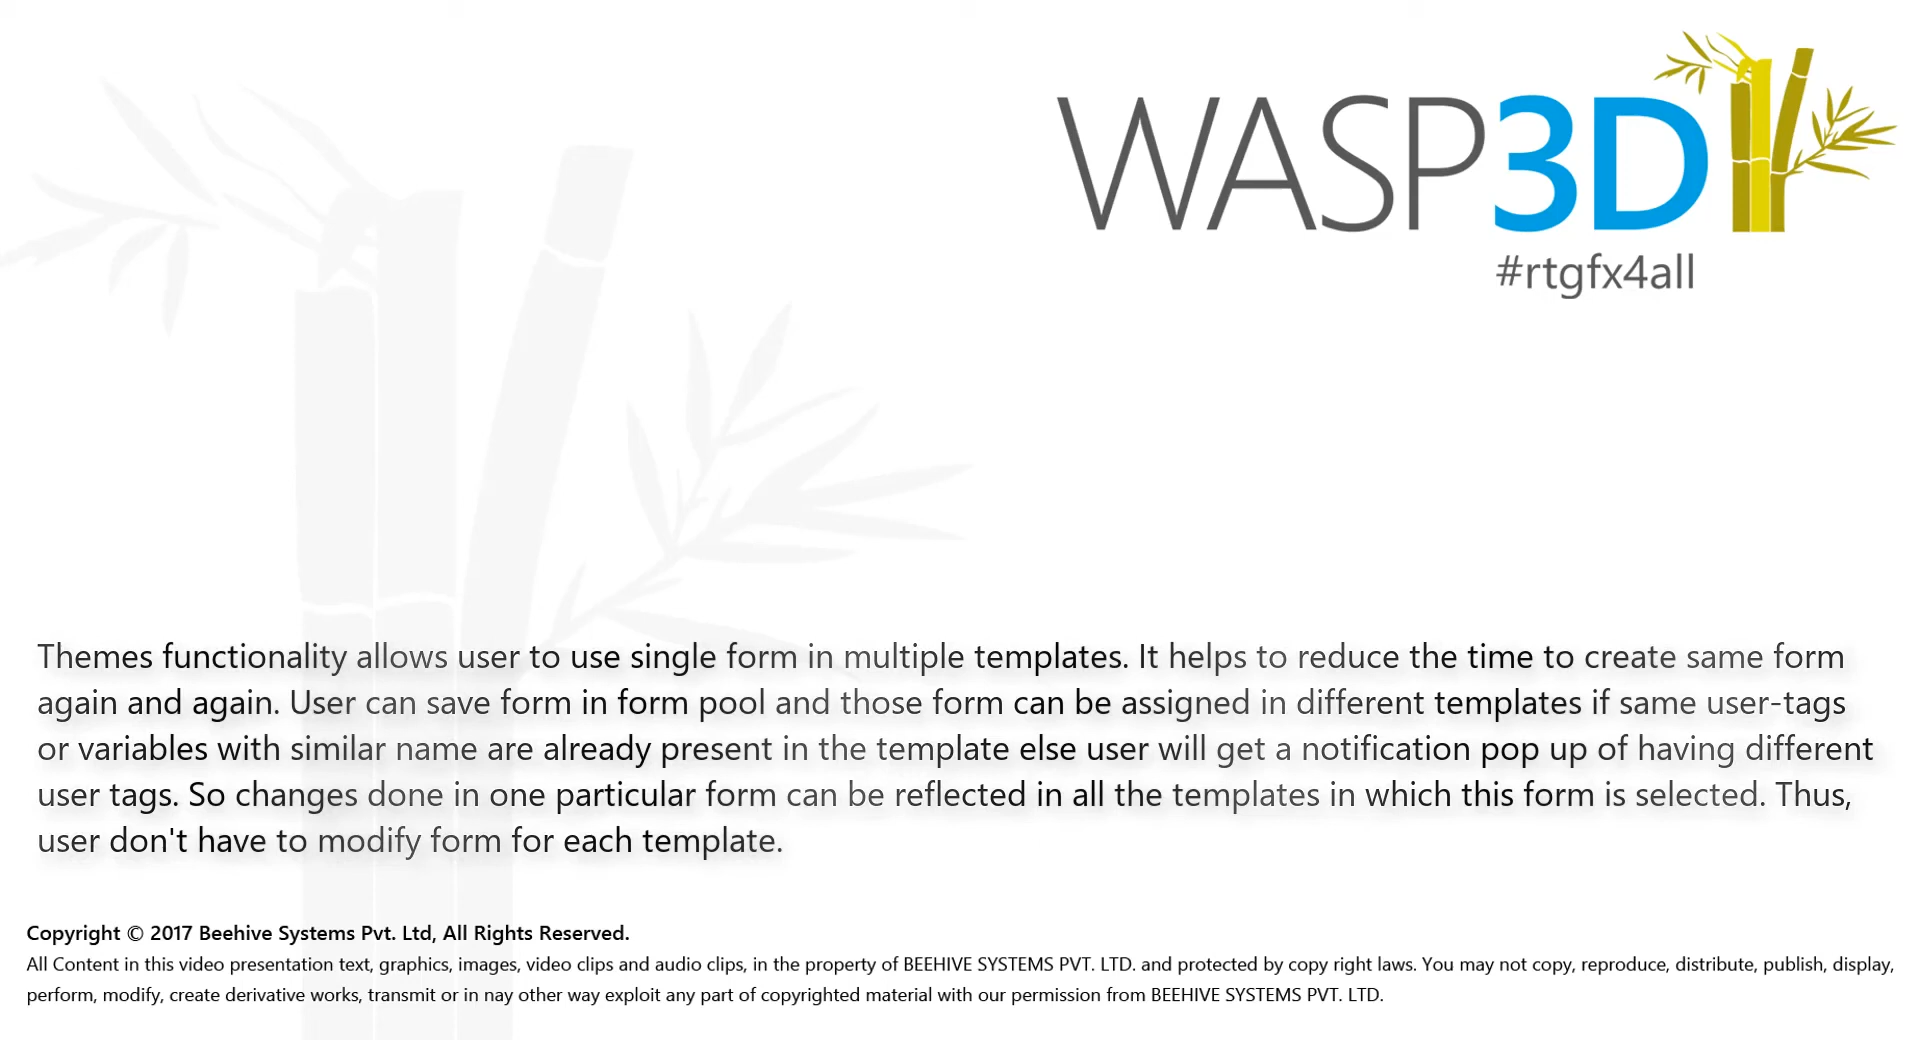 WASP3D
#rtgfx4all
Themes functionality allows user to use single form in multiple templates. It helps to reduce the time to create same form
again and again. User can save form in form pool and those form can be assigned in different templates if same user-tags
or variables with similar name are already present in the template else user will get a notification pop up of having different
user tags. So changes done in one particular form can be reflected in all the templates in which this form is selected. Thus,
user don't have to modify form for each template.
Copyright © 2017 Beehive Systems Pvt. Ltd, All Rights Reserved.
All Content in this video presentation text, graphics, images, video clips and audio clips, in the property of BEEHIVE SYSTEMS PVT. LTD. and protected by copy right laws. You may not copy, reproduce, distribute, publish, display,
perform, modify, create derivative works, transmit or in nay other way exploit any part of copyrighted material with our permission from BEEHIVE SYSTEMS PVT. LTD.